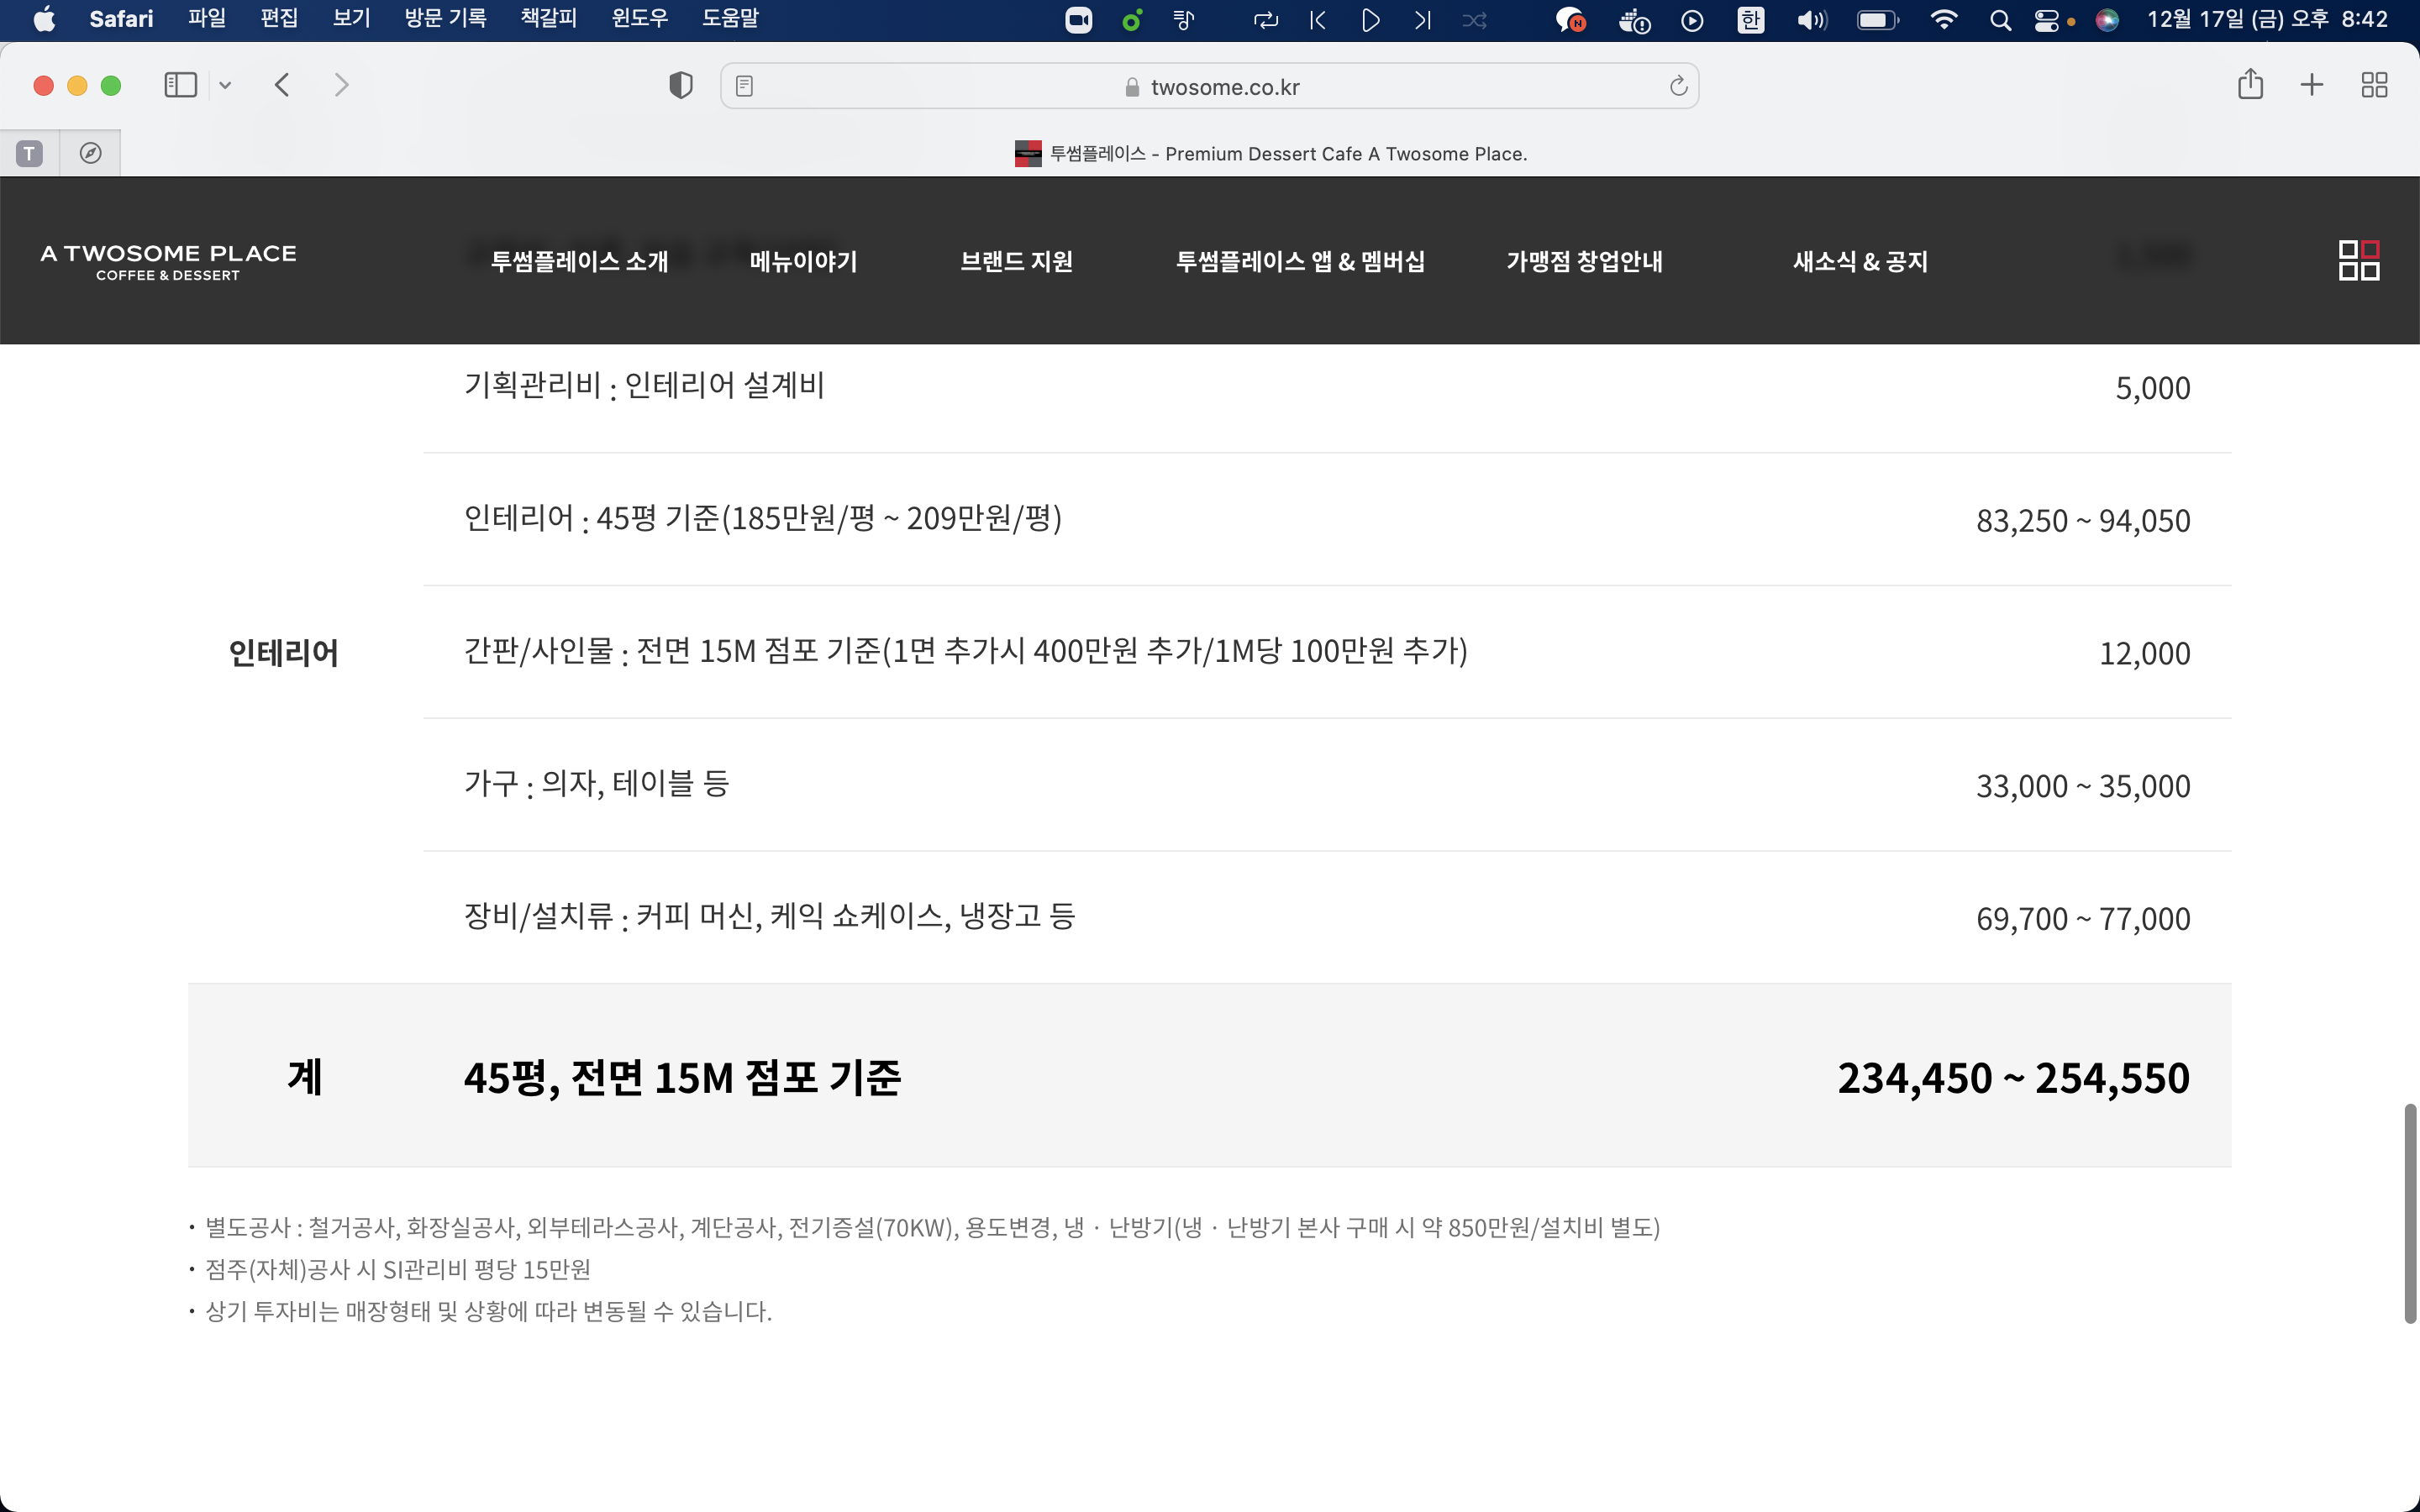 Safari 파일 편집 보기 방문 기록 책갈피 윈도우 도움말 N 한 12월 17일 (금) 오후 8:42
twosome.co.kr
T 투썸플레이스 - Premium Dessert Cafe A Twosome Place.
A TWOSOME PLACE
COFFEE & DESSERT
투썸플레이스 소개 메뉴이야기 브랜드 지원 투썸플레이스 앱 & 멤버십 가맹점 창업안내 새소식 & 공지
기획관리비 : 인테리어 설계비 5,000
인테리어 : 45평 기준(185만원/평 ~ 209만원/평) 83,250 ~ 94,050
인테리어 간판/사인물 : 전면 15M 점포 기준(1면 추가시 400만원 추가/1M당 100만원 추가) 12,000
가구 : 의자, 테이블 등 33,000 ~ 35,000
장비/설치류 : 커피 머신, 케익 쇼케이스, 냉장고 등 69,700 ~ 77,000
계 45평, 전면 15M 점포 기준 234,450 ~ 254,550
· 별도공사 : 철거공사, 화장실공사, 외부테라스공사, 계단공사, 전기증설(70KW), 용도변경, 냉 · 난방기(냉 · 난방기 본사 구매 시 약 850만원/설치비 별도)
· 점주(자체)공사 시 SI관리비 평당 15만원
· 상기 투자비는 매장형태 및 상황에 따라 변동될 수 있습니다.